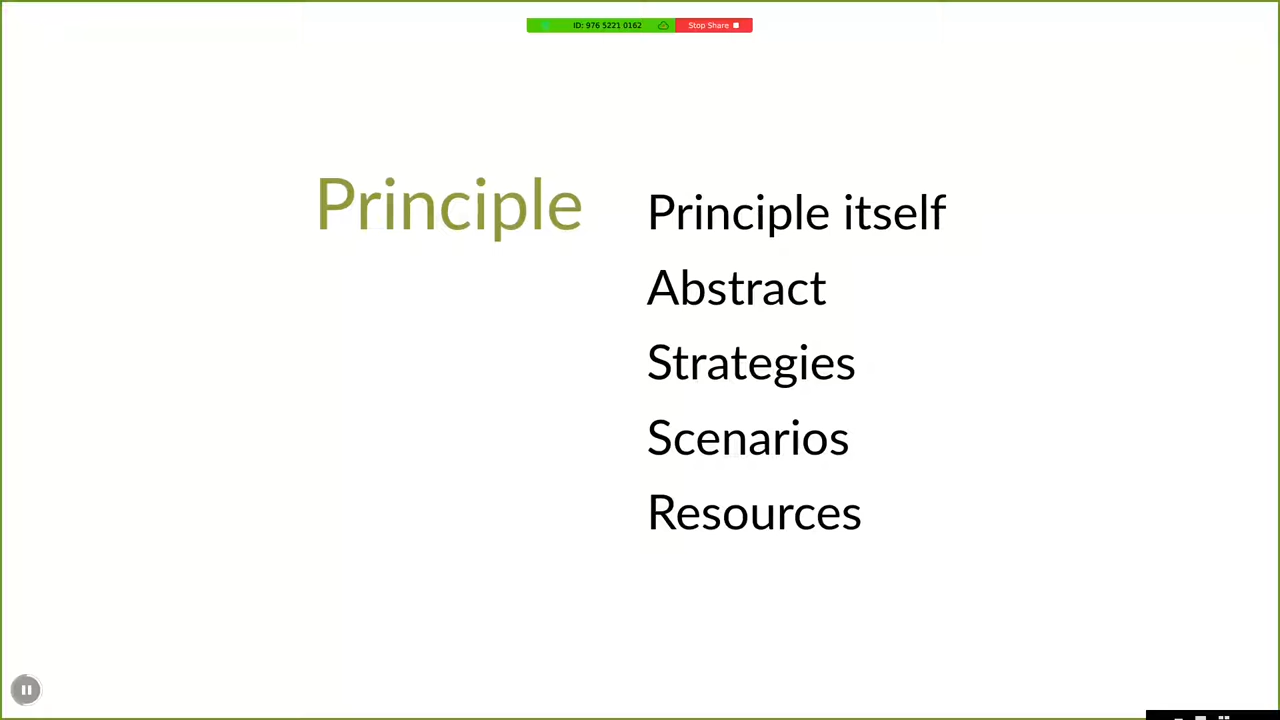 ID: 976 5221 0162 Stop Share
Principle
Principle itself
Abstract
Strategies
Scenarios
Resources